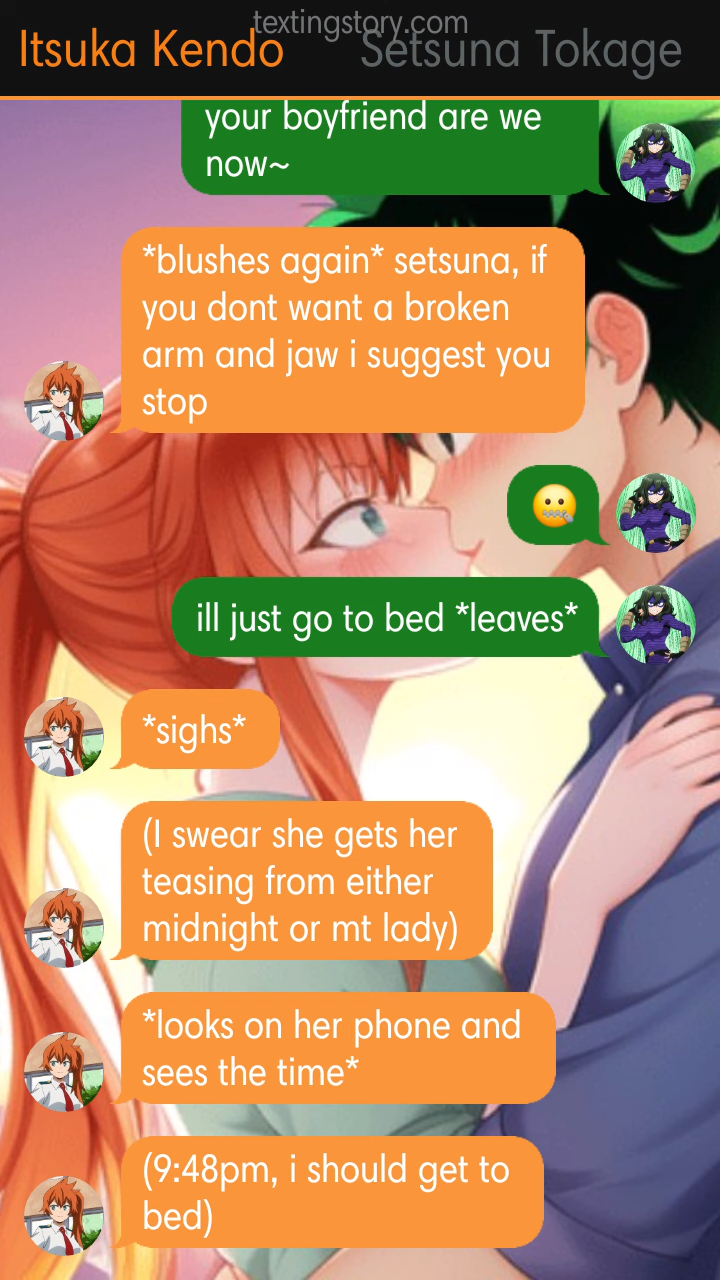 textingstory.com
Itsuka Kendo
Setsuna Tokage
your boyfriend are we
now~
*blushes again* setsuna, if
you dont want a broken
arm and jaw i suggest you
stop
ill just go to bed *leaves*
*sighs*
(I swear she gets her
teasing from either
midnight or mt lady)
*looks on her phone and
sees the time*
(9:48pm, i should get to
bed)